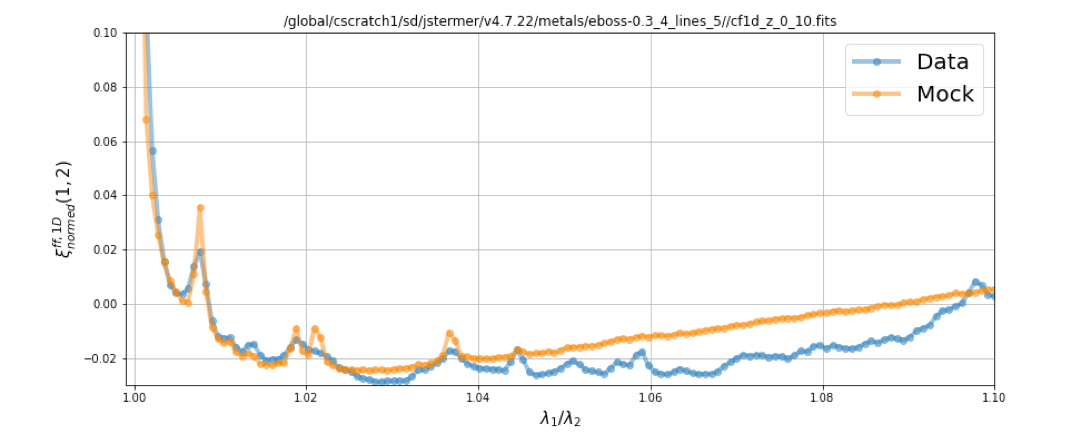 /global/cscratch1/sd/jstermer/v4.7.22/metals/eboss-0.3_4_lines_5//cf1d_z_0_10.fits
0.10
0.08
0.06
0.04
0.02
0.00
−0.02
ξ^{ff,1D}_{normed}(1, 2)
Data
Mock
1.00 1.02 1.04 1.06 1.08 1.10
λ₁/λ₂